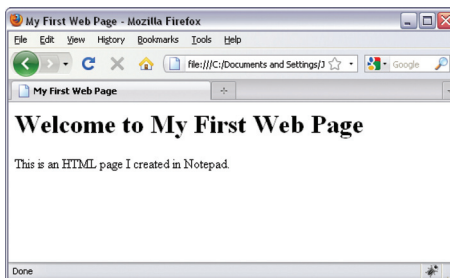 My First Web Page - Mozilla Firefox
File Edit View History Bookmarks Tools Help
file:///C:/Documents and Settings/J
Google
My First Web Page
Welcome to My First Web Page
This is an HTML page I created in Notepad.
Done